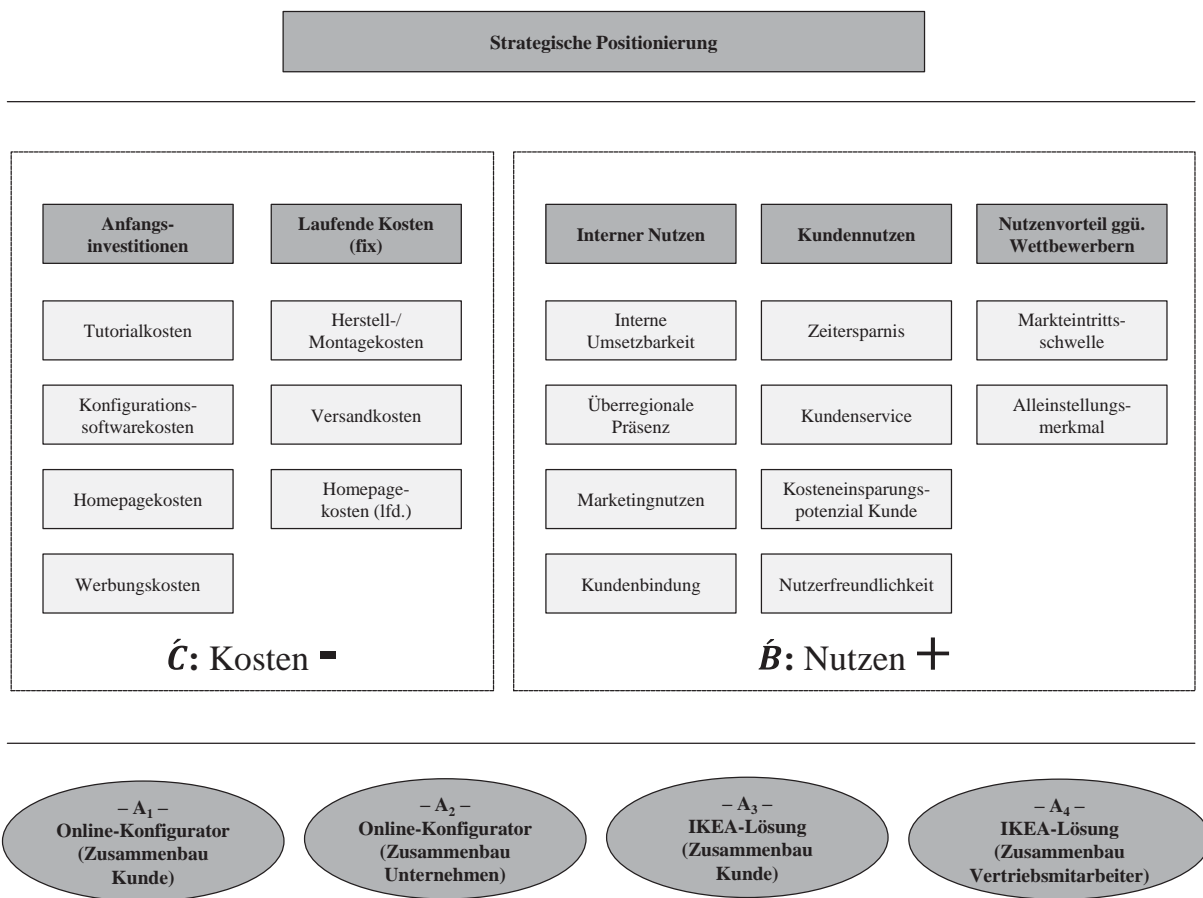 Strategische Positionierung
Anfangs-
investitionen
Laufende Kosten
(fix)
Interner Nutzen
Kundennutzen
Nutzenvorteil ggü.
Wettbewerbern
Tutorialkosten
Herstell-/
Montagekosten
Interne
Umsetzbarkeit
Zeitersparnis
Markteintritts-
schwelle
Konfigurations-
softwarekosten
Versandkosten
Überregionale
Präsenz
Kundenservice
Alleinstellungs-
merkmal
Homepagekosten
Homepage-
kosten (lfd.)
Marketingnutzen
Kosteneinsparungs-
potenzial Kunde
Werbungskosten
Kundenbindung
Nutzerfreundlichkeit
Ć: Kosten -
B́: Nutzen +
– A₁ –
Online-Konfigurator
(Zusammenbau
Kunde)
– A₂ –
Online-Konfigurator
(Zusammenbau
Unternehmen)
– A₃ –
IKEA-Lösung
(Zusammenbau
Kunde)
– A₄ –
IKEA-Lösung
(Zusammenbau
Vertriebsmitarbeiter)